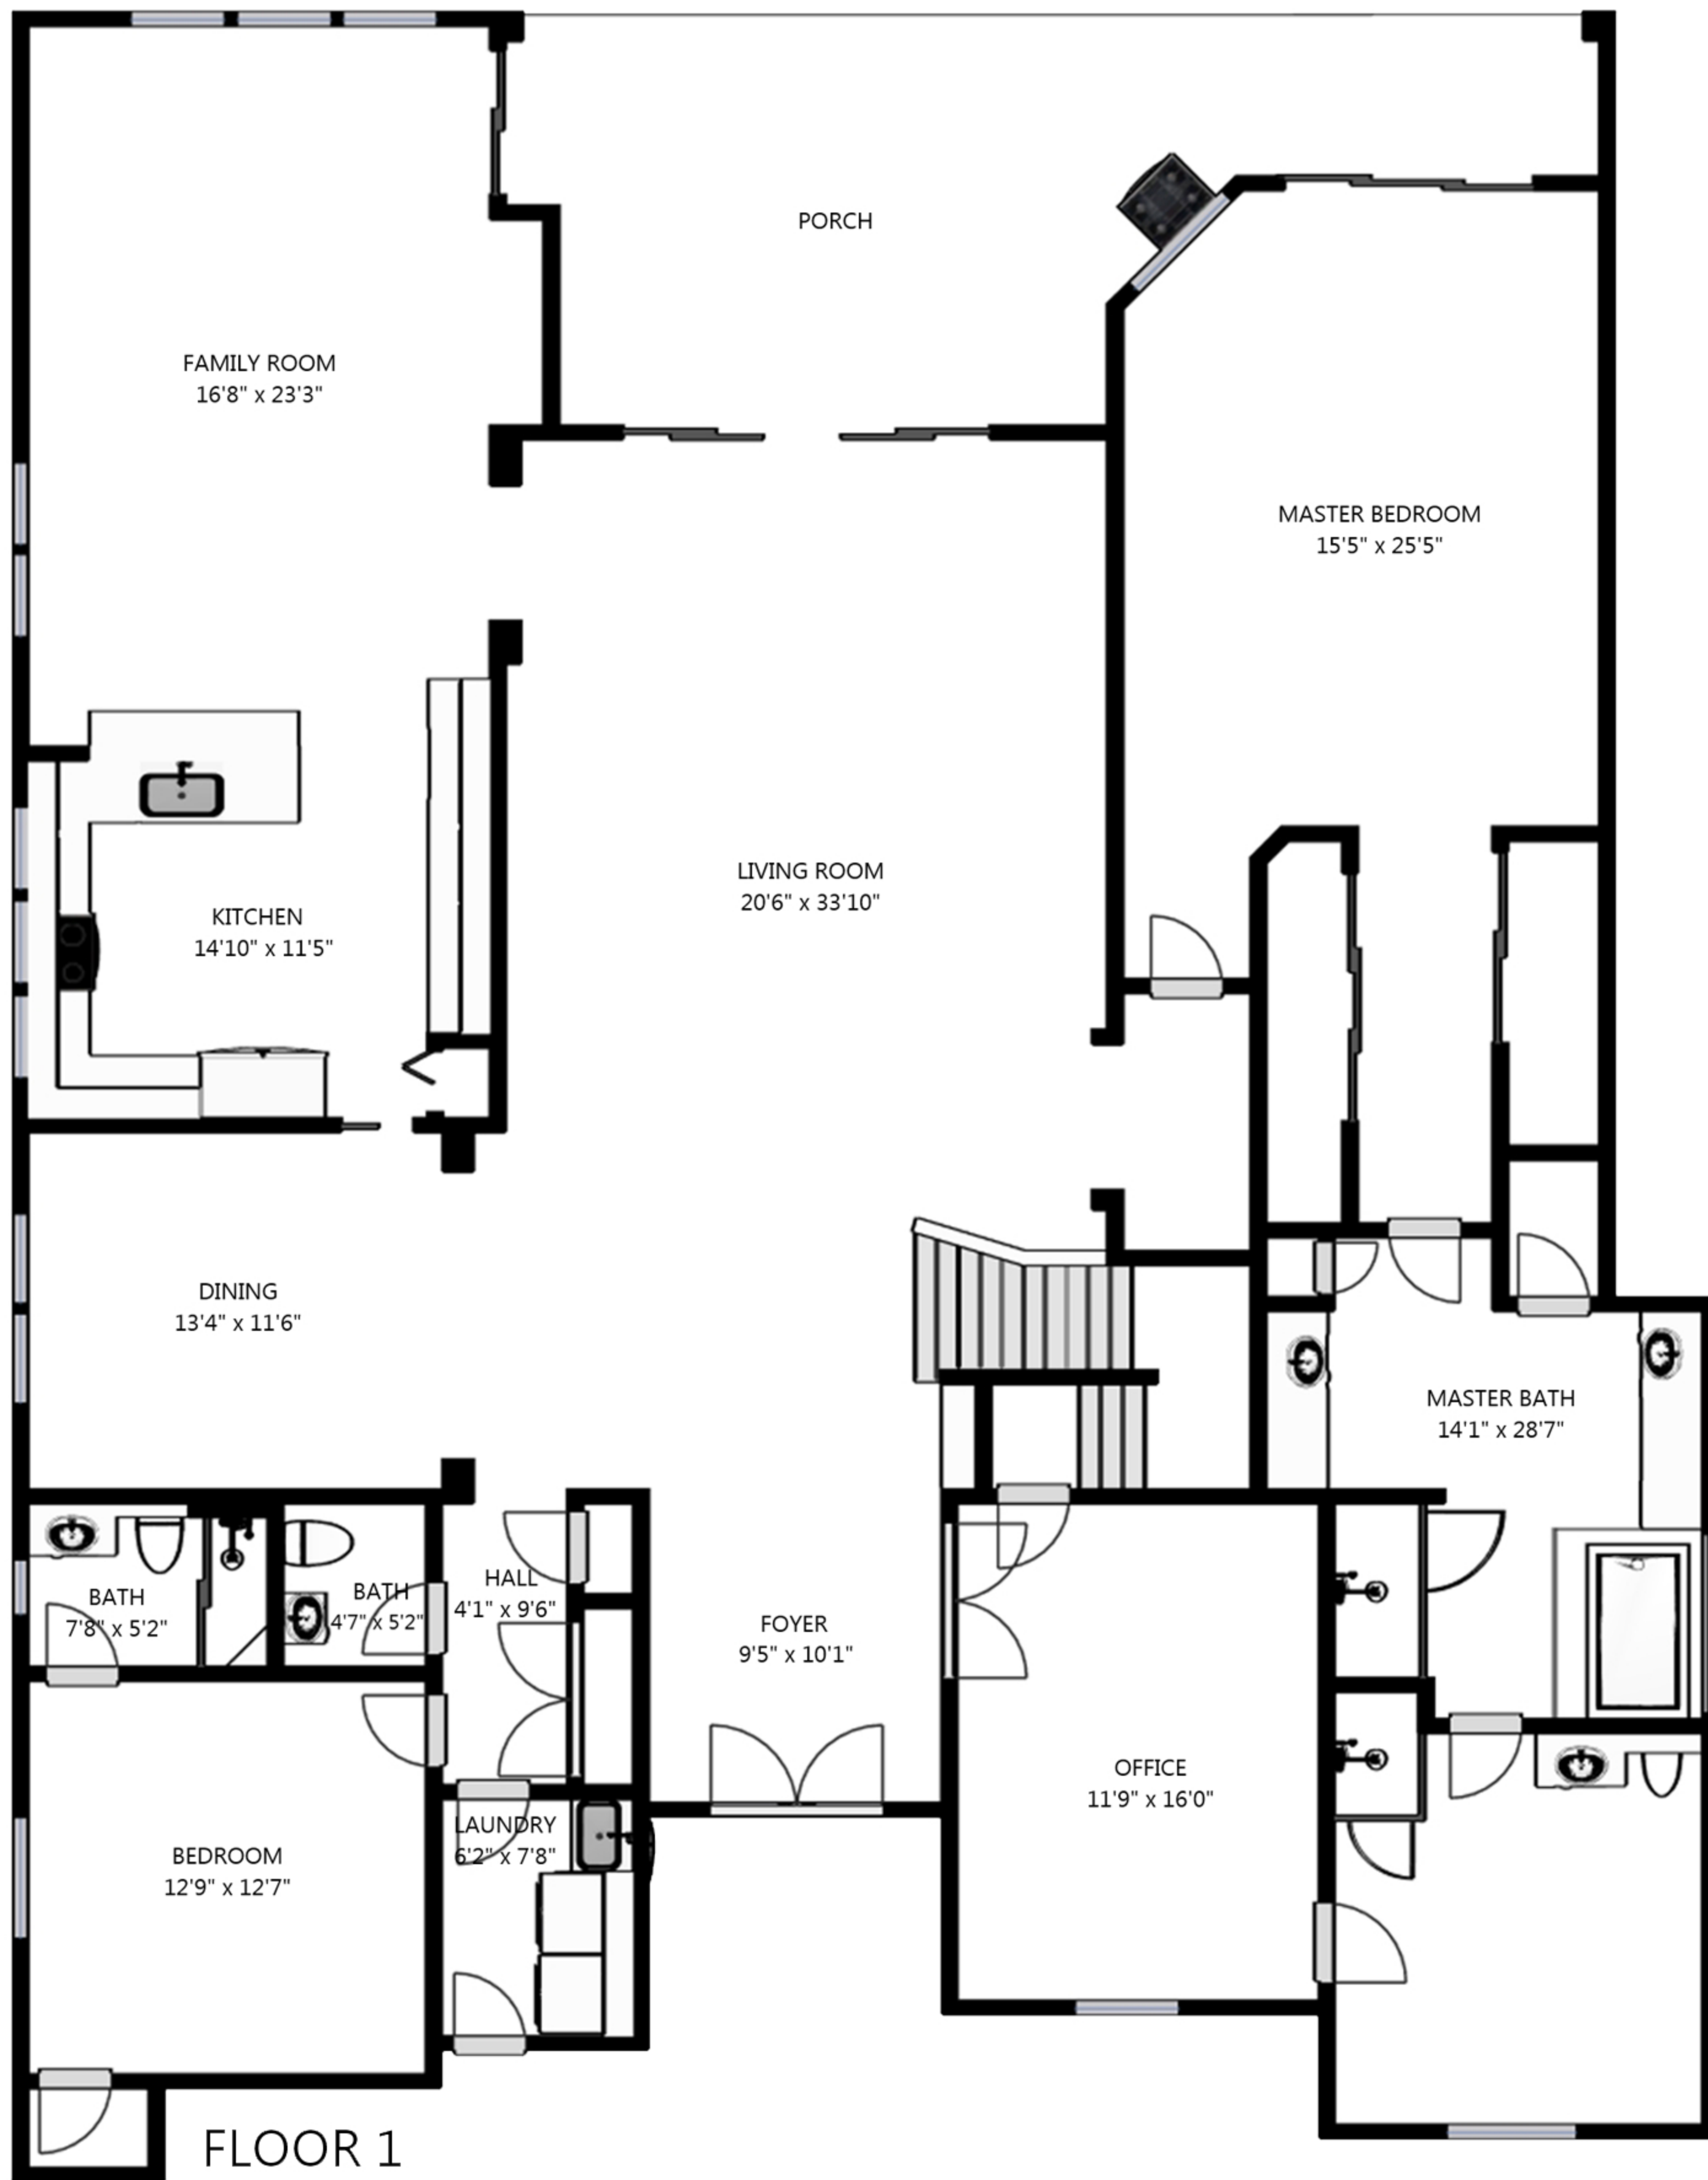 PORCH
FAMILY ROOM
16'8" x 23'3"
MASTER BEDROOM
15'5" x 25'5"
LIVING ROOM
20'6" x 33'10"
KITCHEN
14'10" x 11'5"
DINING
13'4" x 11'6"
MASTER BATH
14'1" x 28'7"
BATH
7'8" x 5'2"
BATH
4'7" x 5'2"
HALL
4'1" x 9'6"
FOYER
9'5" x 10'1"
OFFICE
11'9" x 16'0"
LAUNDRY
6'2" x 7'8"
BEDROOM
12'9" x 12'7"
FLOOR 1